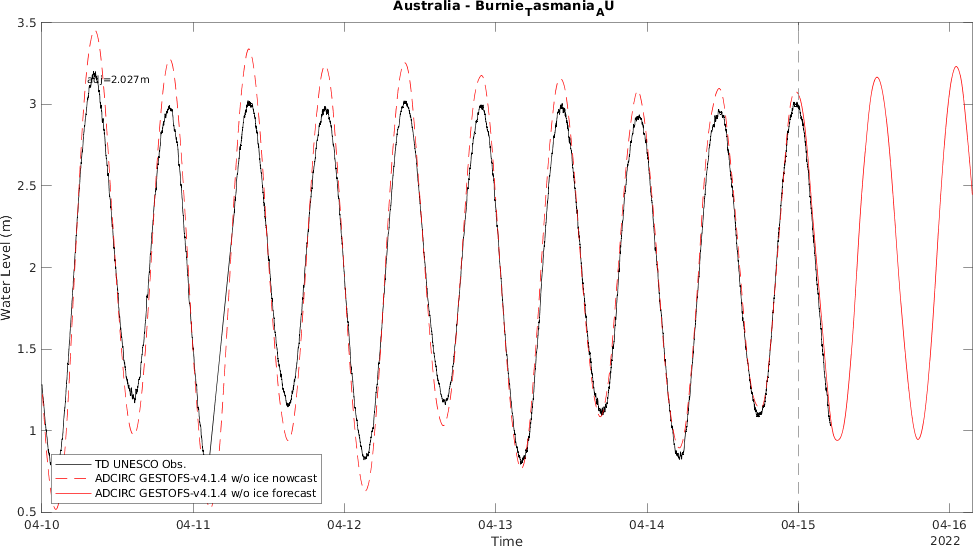 Australia - BurnieTasmaniaAU
3.5
adj=2.027m
3
2.5
Water Level (m)
2
1.5
1
TD UNESCO Obs.
ADCIRC GESTOFS-v4.1.4 w/o ice nowcast
ADCIRC GESTOFS-v4.1.4 w/o ice forecast
0.5
04-10 04-11 04-12 04-13 04-14 04-15 04-16
Time 2022